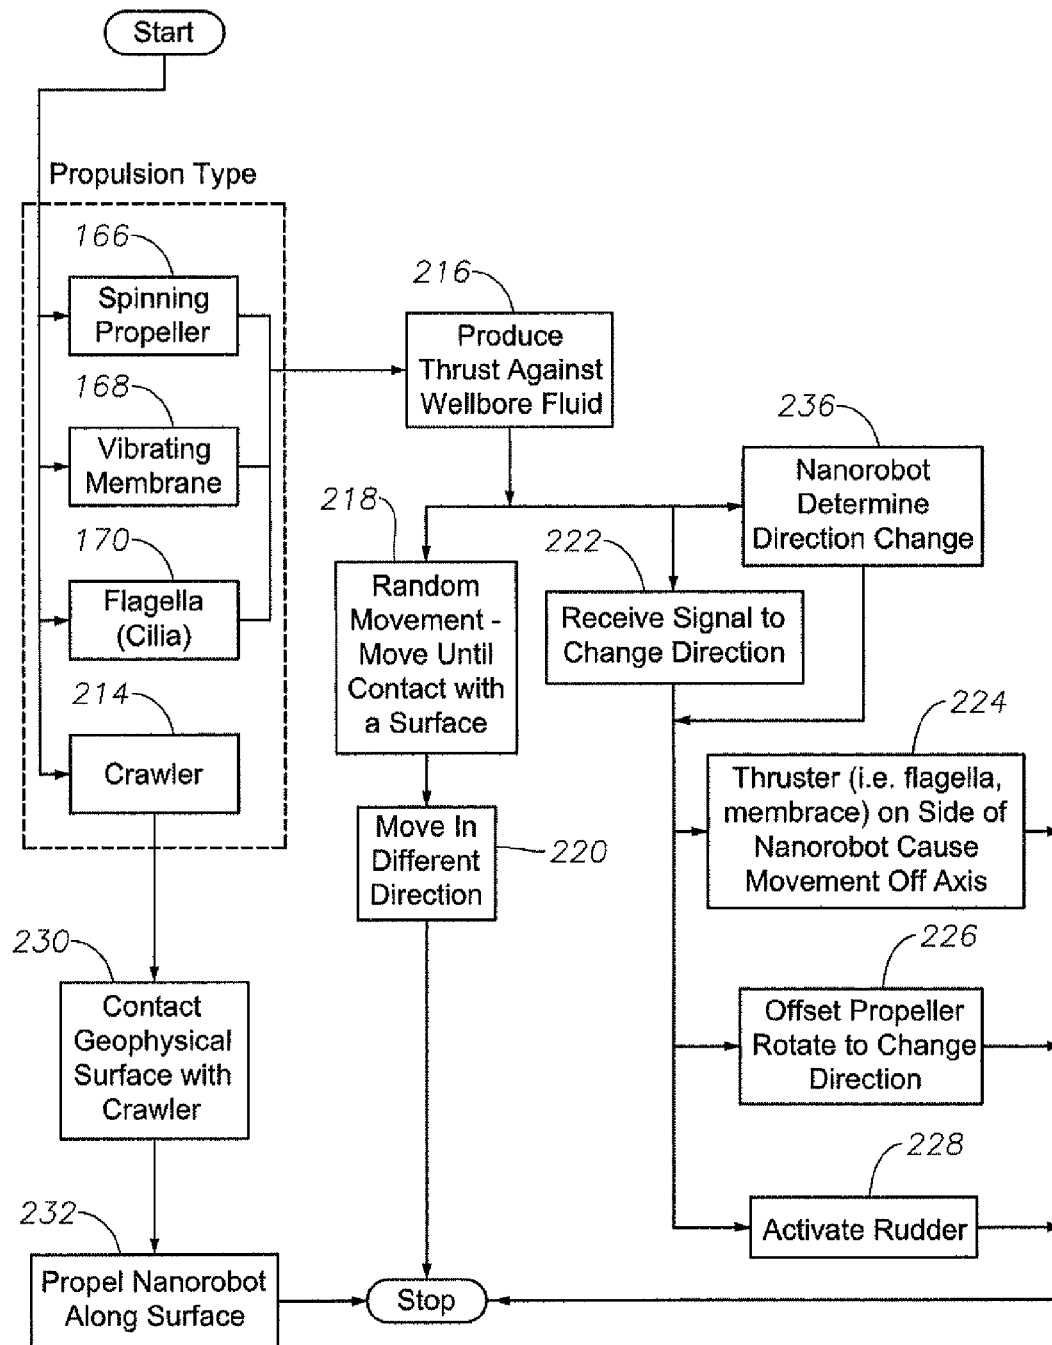 Start
Propulsion Type
166
Spinning
Propeller
168
Vibrating
Membrane
170
Flagella
(Cilia)
214
Crawler
230
Contact
Geophysical
Surface with
Crawler
232
Propel Nanorobot
Along Surface
216
Produce
Thrust Against
Wellbore Fluid
218
Random
Movement -
Move Until
Contact with
a Surface
Move In
Different
Direction
220
Stop
222
Receive Signal to
Change Direction
236
Nanorobot
Determine
Direction Change
224
Thruster (i.e. flagella,
membrace) on Side of
Nanorobot Cause
Movement Off Axis
226
Offset Propeller
Rotate to Change
Direction
228
Activate Rudder